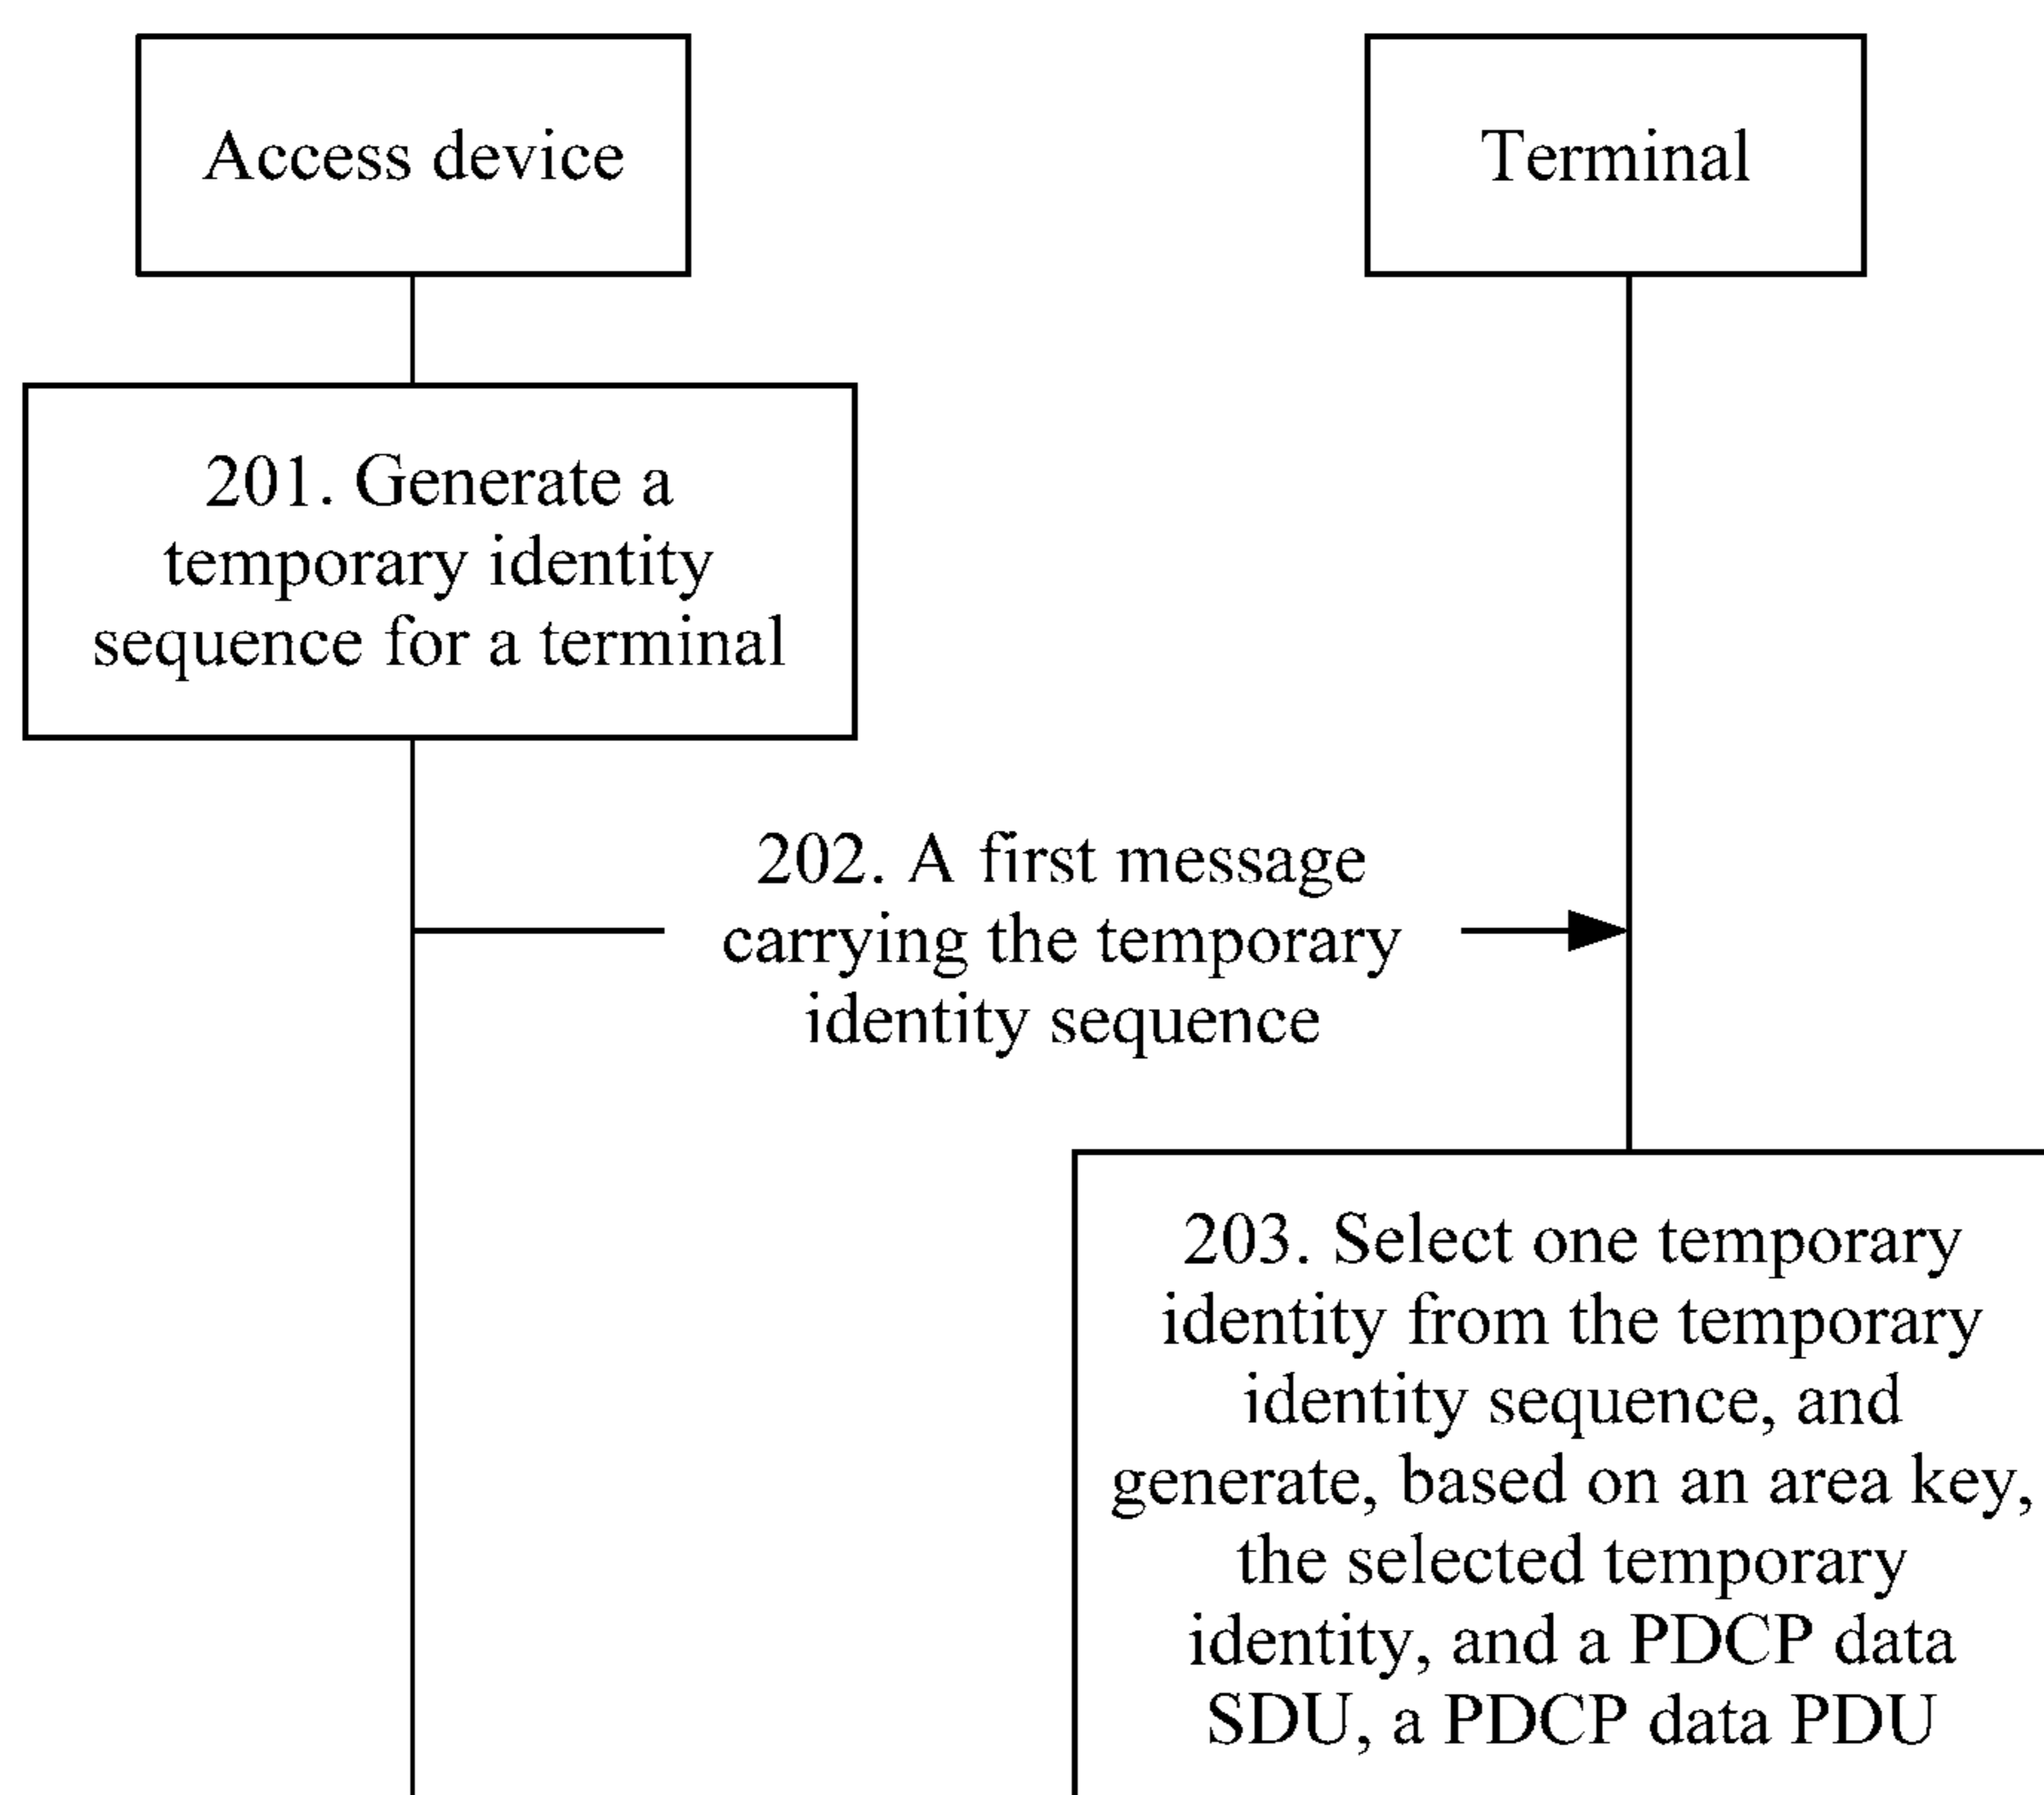 Access device
Terminal
201. Generate a
temporary identity
sequence for a terminal
202. A first message
carrying the temporary
identity sequence
203. Select one temporary
identity from the temporary
identity sequence, and
generate, based on an area key,
the selected temporary
identity, and a PDCP data
SDU, a PDCP data PDU